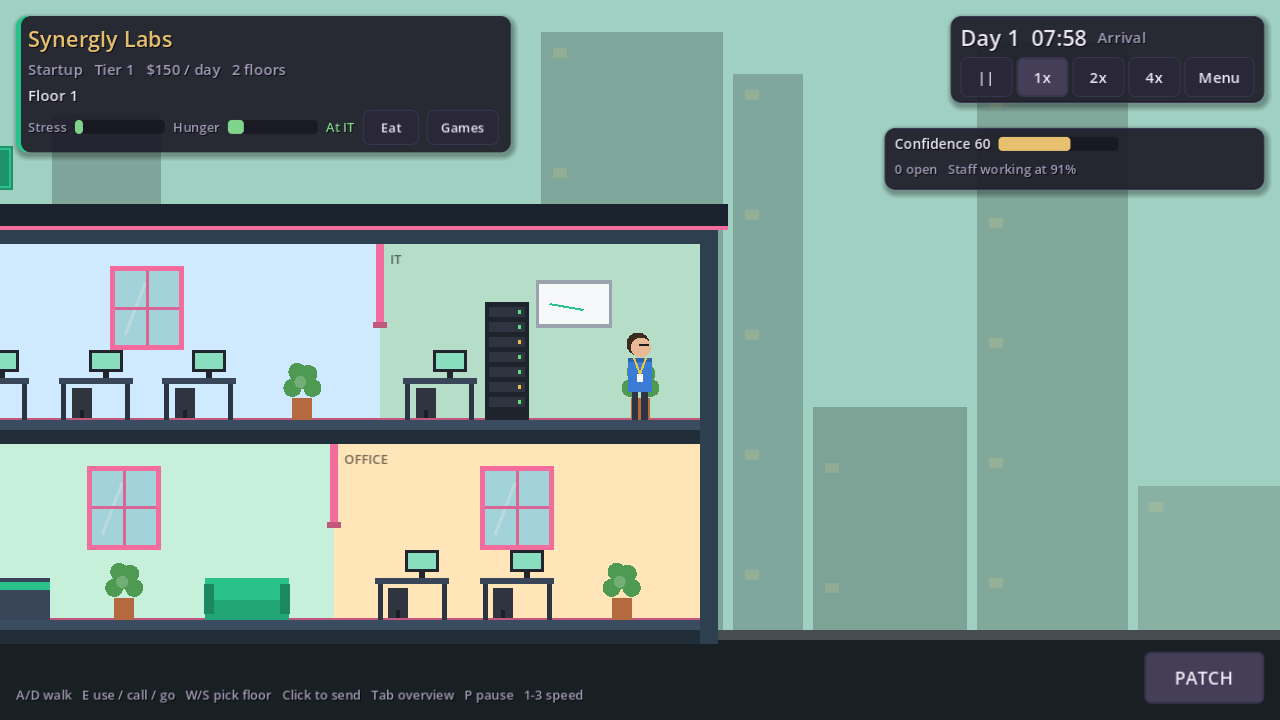 Synergly Labs
Startup Tier 1 $150 / day 2 floors
Floor 1
Stress Hunger At IT Eat Games
Day 1 07:58 Arrival
|| 1x 2x 4x Menu
Confidence 60
0 open Staff working at 91%
IT
OFFICE
A/D walk E use / call / go W/S pick floor Click to send Tab overview P pause 1-3 speed
PATCH